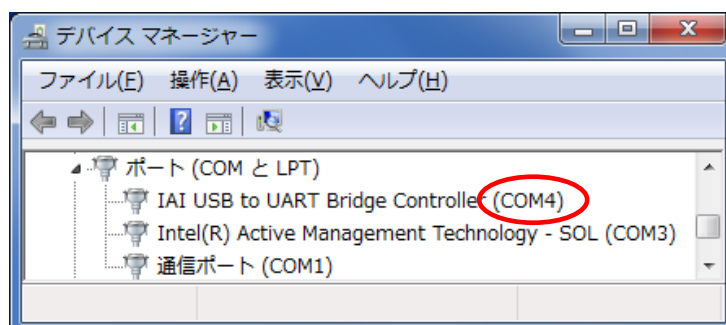 デバイス マネージャー
ファイル(F) 操作(A) 表示(V) ヘルプ(H)
ポート (COM と LPT)
IAI USB to UART Bridge Controller (COM4)
Intel(R) Active Management Technology - SOL (COM3)
通信ポート (COM1)